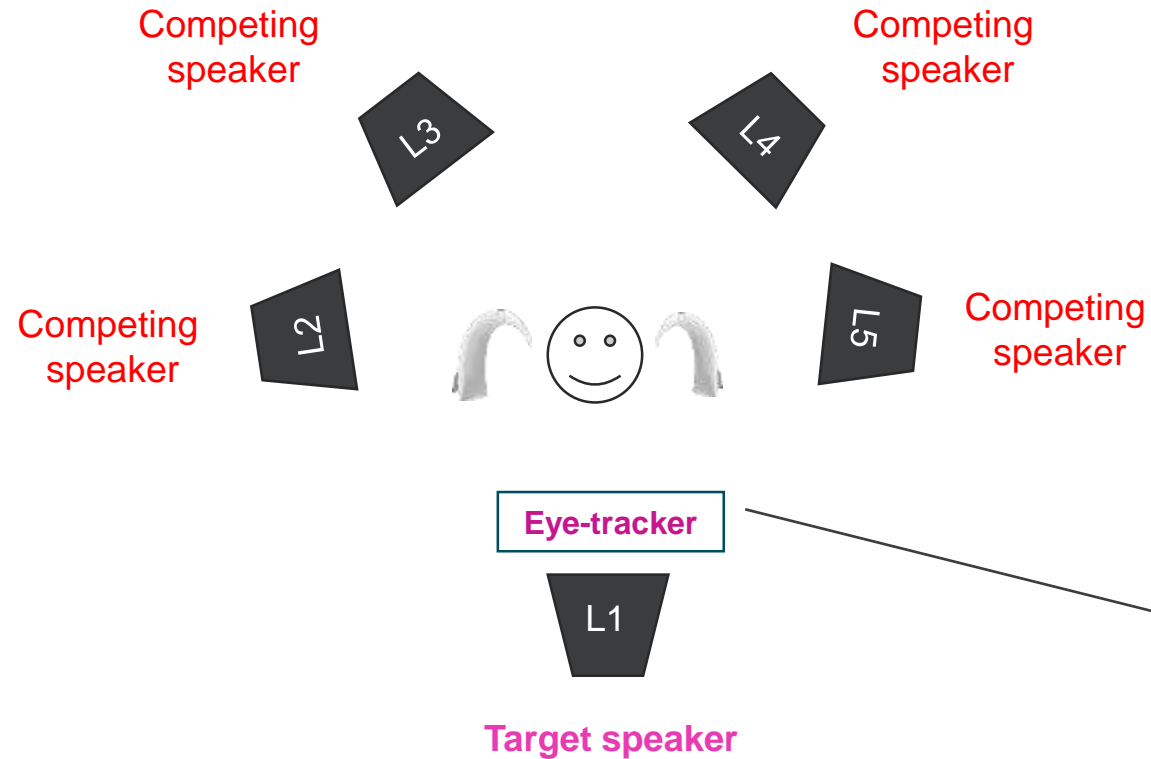 Competing
speaker
Competing
speaker
L3
L4
Competing
speaker
L2
L5
Competing
speaker
Eye-tracker
L1
Target speaker